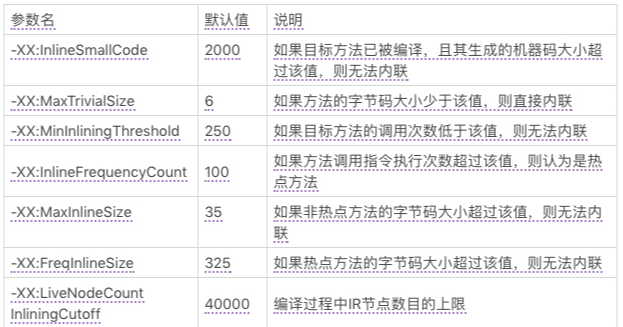 参数名 默认值 说明
-XX:InlineSmallCode 2000 如果目标方法已被编译，且其生成的机器码大小超
过该值，则无法内联
-XX:MaxTrivialSize 6 如果方法的字节码大小少于该值，则直接内联
-XX:MinInliningThreshold 250 如果目标方法的调用次数低于该值，则无法内联
-XX:InlineFrequencyCount 100 如果方法调用指令执行次数超过该值，则认为是热
点方法
-XX:MaxInlineSize 35 如果非热点方法的字节码大小超过该值，则无法内
联
-XX:FreqInlineSize 325 如果热点方法的字节码大小超过该值，则无法内联
-XX:LiveNodeCount
InliningCutoff 40000 编译过程中IR节点数目的上限